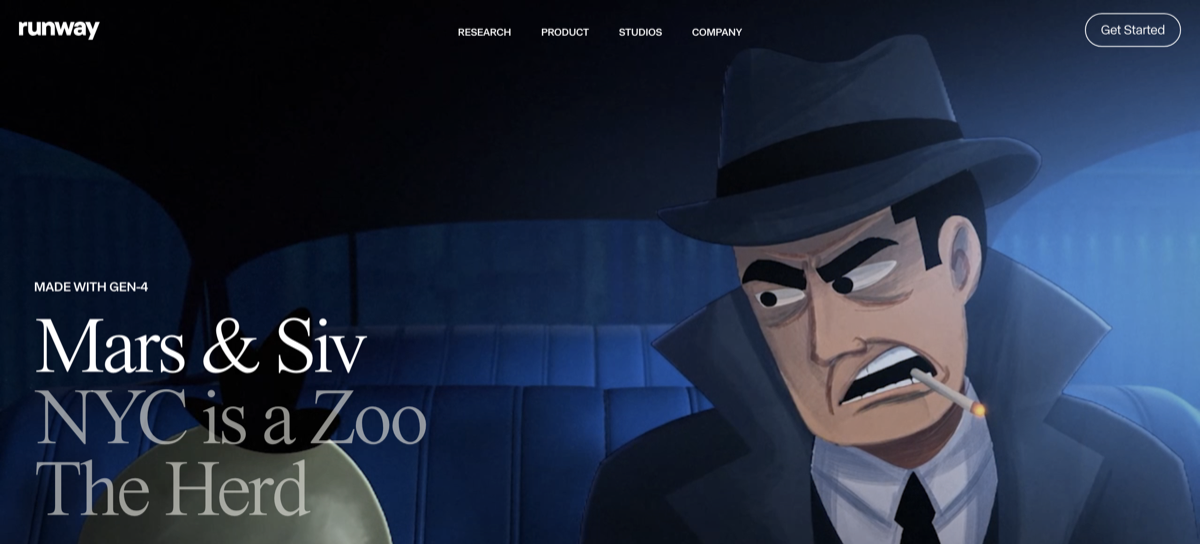 runway
RESEARCH PRODUCT STUDIOS COMPANY
Get Started
MADE WITH GEN-4
Mars & Siv
NYC is a Zoo
The Herd